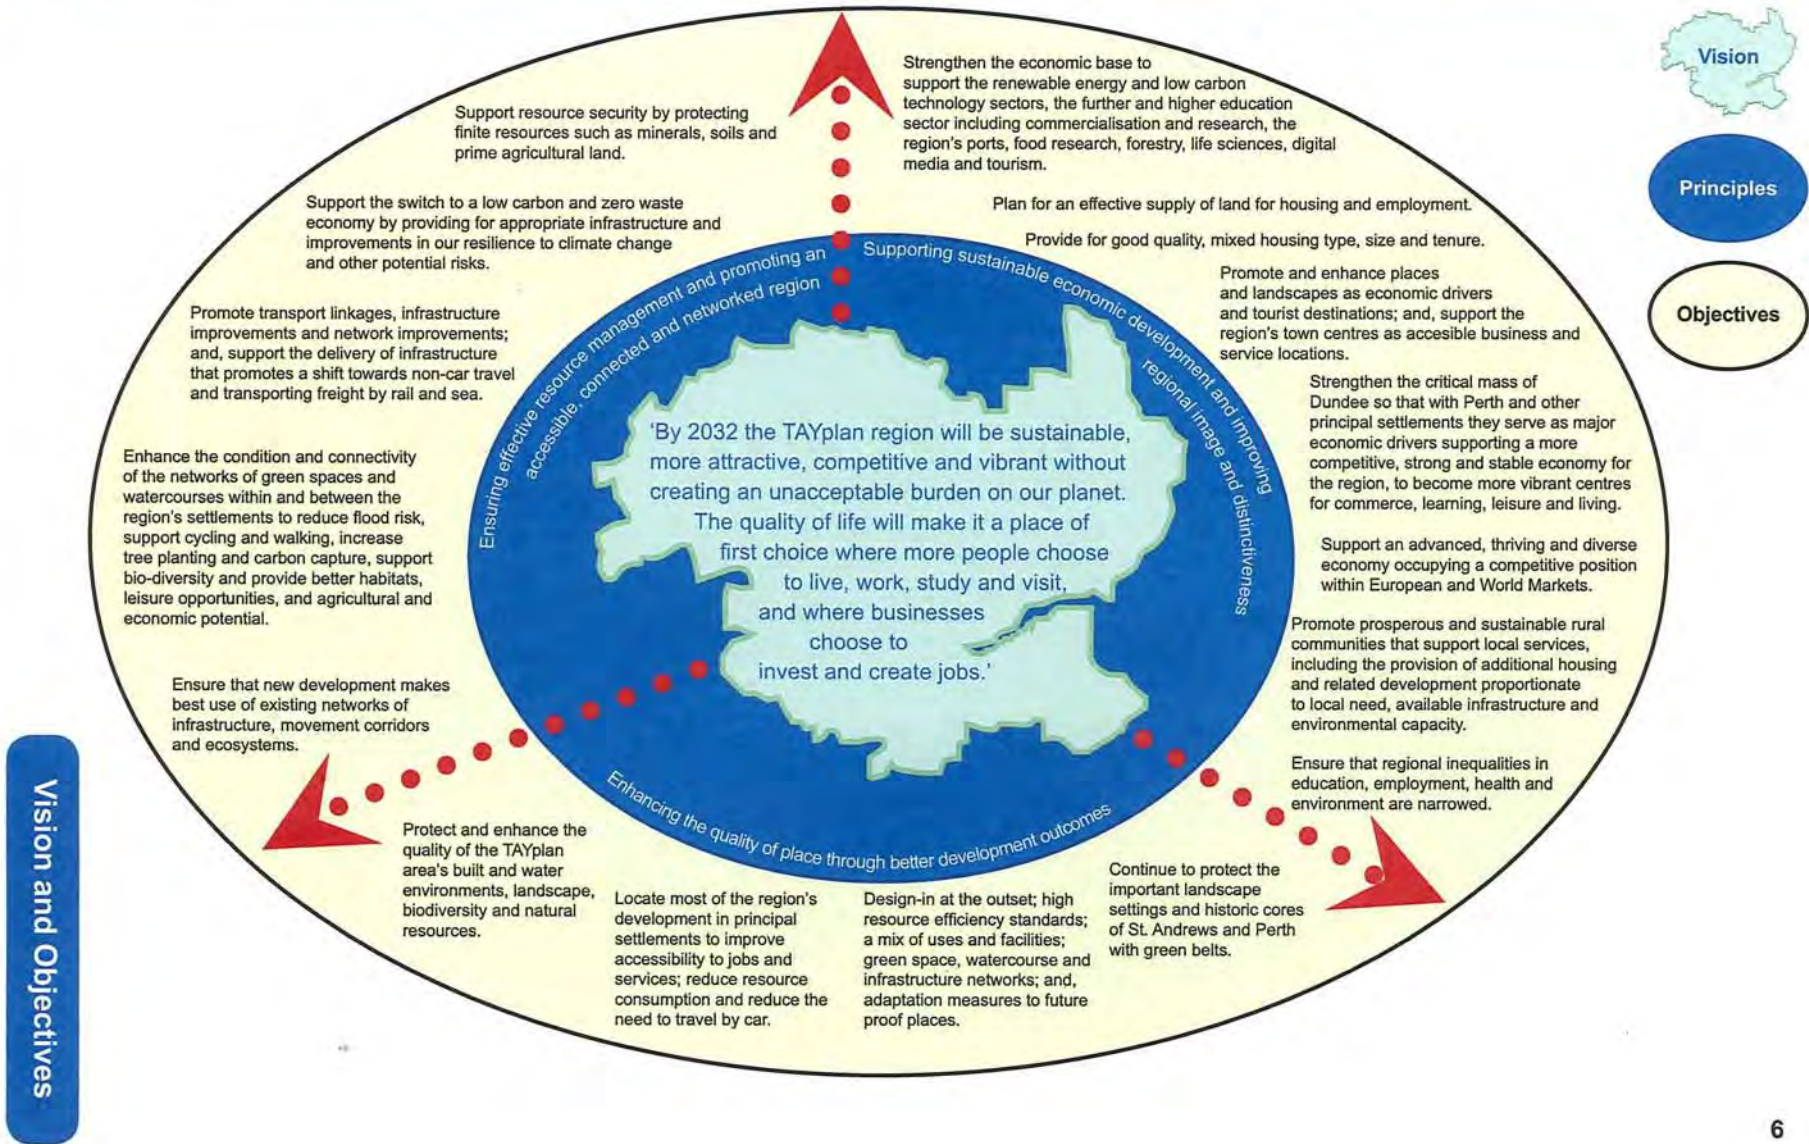 Vision
Principles
Objectives
Strengthen the economic base to
support the renewable energy and low carbon
technology sectors, the further and higher education
sector including commercialisation and research, the
region's ports, food research, forestry, life sciences, digital
media and tourism.
Plan for an effective supply of land for housing and employment.
Provide for good quality, mixed housing type, size and tenure.
Promote and enhance places
and landscapes as economic drivers
and tourist destinations; and, support the
region's town centres as accesible business and
service locations.
Strengthen the critical mass of
Dundee so that with Perth and other
principal settlements they serve as major
economic drivers supporting a more
competitive, strong and stable economy for
the region, to become more vibrant centres
for commerce, learning, leisure and living.
Support an advanced, thriving and diverse
economy occupying a competitive position
within European and World Markets.
Promote prosperous and sustainable rural
communities that support local services,
including the provision of additional housing
and related development proportionate
to local need, available infrastructure and
environmental capacity.
Ensure that regional inequalities in
education, employment, health and
environment are narrowed.
Continue to protect the
important landscape
settings and historic cores
of St. Andrews and Perth
with green belts.
Design-in at the outset; high
resource efficiency standards;
a mix of uses and facilities;
green space, watercourse and
infrastructure networks; and,
adaptation measures to future
proof places.
Locate most of the region's
development in principal
settlements to improve
accessibility to jobs and
services; reduce resource
consumption and reduce the
need to travel by car.
Protect and enhance the
quality of the TAYplan
area's built and water
environments, landscape,
biodiversity and natural
resources.
Ensure that new development makes
best use of existing networks of
infrastructure, movement corridors
and ecosystems.
Enhance the condition and connectivity
of the networks of green spaces and
watercourses within and between the
region's settlements to reduce flood risk,
support cycling and walking, increase
tree planting and carbon capture, support
bio-diversity and provide better habitats,
leisure opportunities, and agricultural and
economic potential.
Promote transport linkages, infrastructure
improvements and network improvements;
and, support the delivery of infrastructure
that promotes a shift towards non-car travel
and transporting freight by rail and sea.
Support the switch to a low carbon and zero waste
economy by providing for appropriate infrastructure and
improvements in our resilience to climate change
and other potential risks.
Support resource security by protecting
finite resources such as minerals, soils and
prime agricultural land.
Ensuring effective resource management and promoting an
accessible, connected and networked region
Supporting sustainable economic development and improving
regional image and distinctiveness
Enhancing the quality of place through better development outcomes
'By 2032 the TAYplan region will be sustainable,
more attractive, competitive and vibrant without
creating an unacceptable burden on our planet.
The quality of life will make it a place of
first choice where more people choose
to live, work, study and visit,
and where businesses
choose to
invest and create jobs.'
Vision and Objectives
6